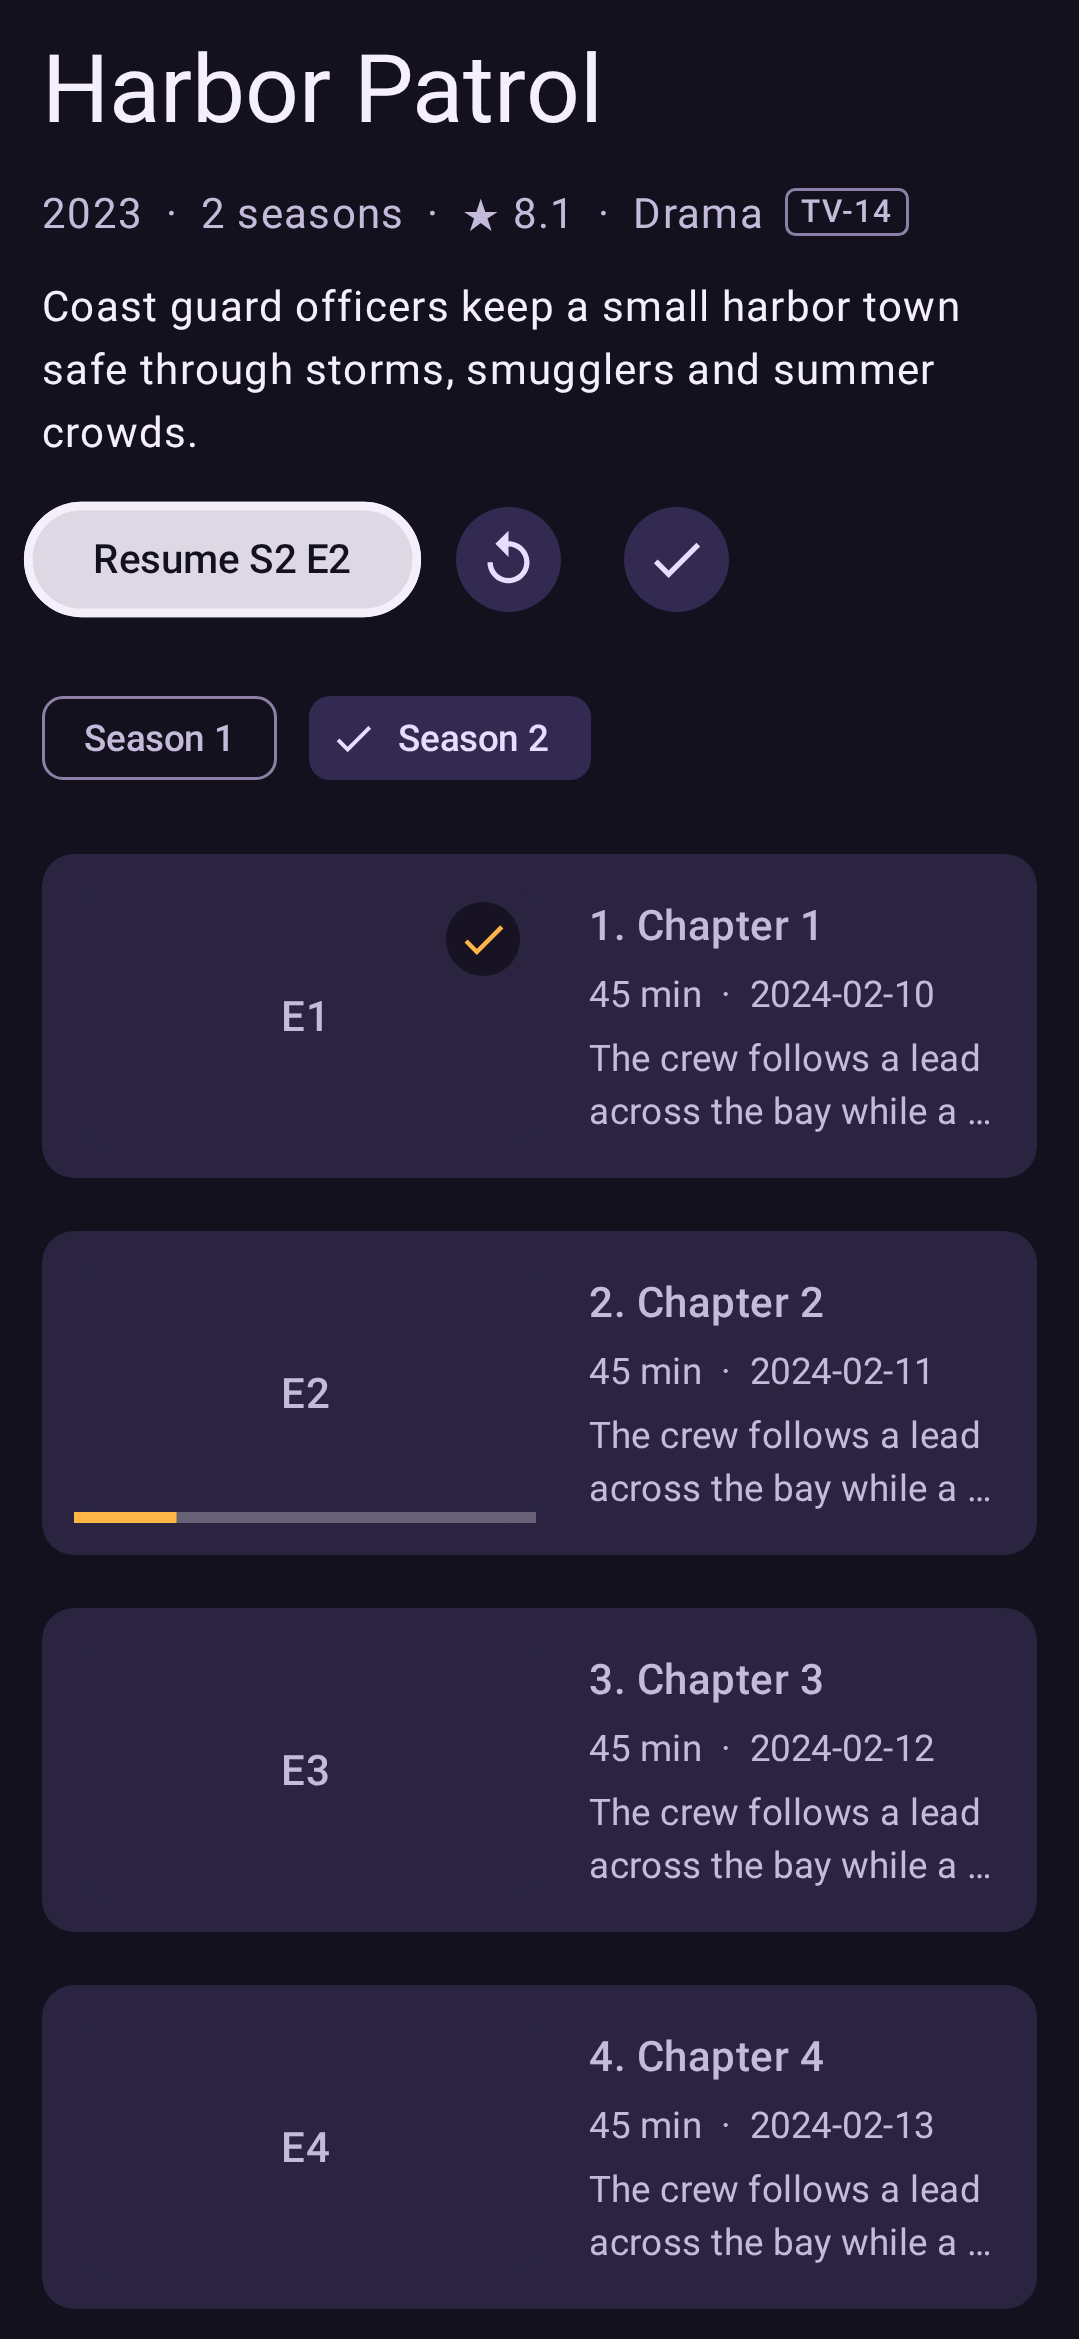 Harbor Patrol
2023 · 2 seasons · ★ 8.1 · Drama TV-14
Coast guard officers keep a small harbor town
safe through storms, smugglers and summer
crowds.
Resume S2 E2
Season 1
Season 2
E1
1. Chapter 1
45 min · 2024-02-10
The crew follows a lead
across the bay while a …
E2
2. Chapter 2
45 min · 2024-02-11
The crew follows a lead
across the bay while a …
E3
3. Chapter 3
45 min · 2024-02-12
The crew follows a lead
across the bay while a …
E4
4. Chapter 4
45 min · 2024-02-13
The crew follows a lead
across the bay while a …